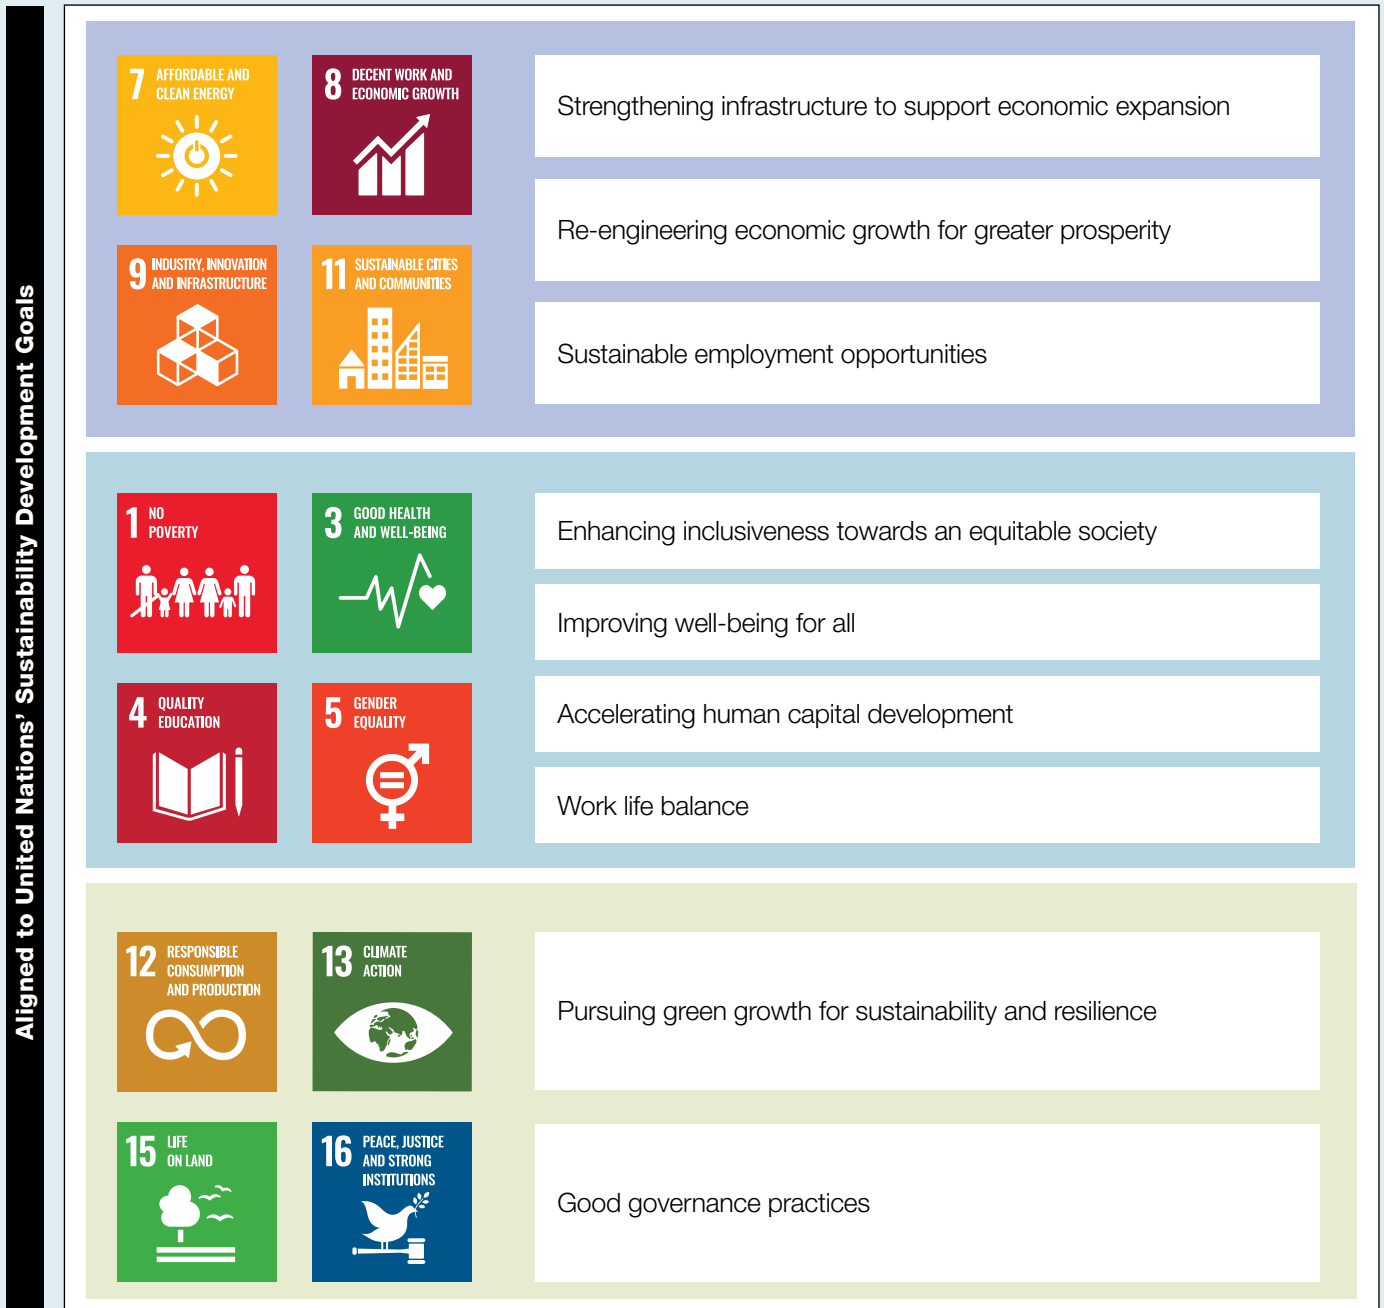 Aligned to United Nations' Sustainability Development Goals
7 AFFORDABLE AND
CLEAN ENERGY
8 DECENT WORK AND
ECONOMIC GROWTH
9 INDUSTRY, INNOVATION
AND INFRASTRUCTURE
11 SUSTAINABLE CITIES
AND COMMUNITIES
Strengthening infrastructure to support economic expansion
Re-engineering economic growth for greater prosperity
Sustainable employment opportunities
1 NO
POVERTY
3 GOOD HEALTH
AND WELL-BEING
4 QUALITY
EDUCATION
5 GENDER
EQUALITY
Enhancing inclusiveness towards an equitable society
Improving well-being for all
Accelerating human capital development
Work life balance
12 RESPONSIBLE
CONSUMPTION
AND PRODUCTION
13 CLIMATE
ACTION
15 LIFE
ON LAND
16 PEACE, JUSTICE
AND STRONG
INSTITUTIONS
Pursuing green growth for sustainability and resilience
Good governance practices